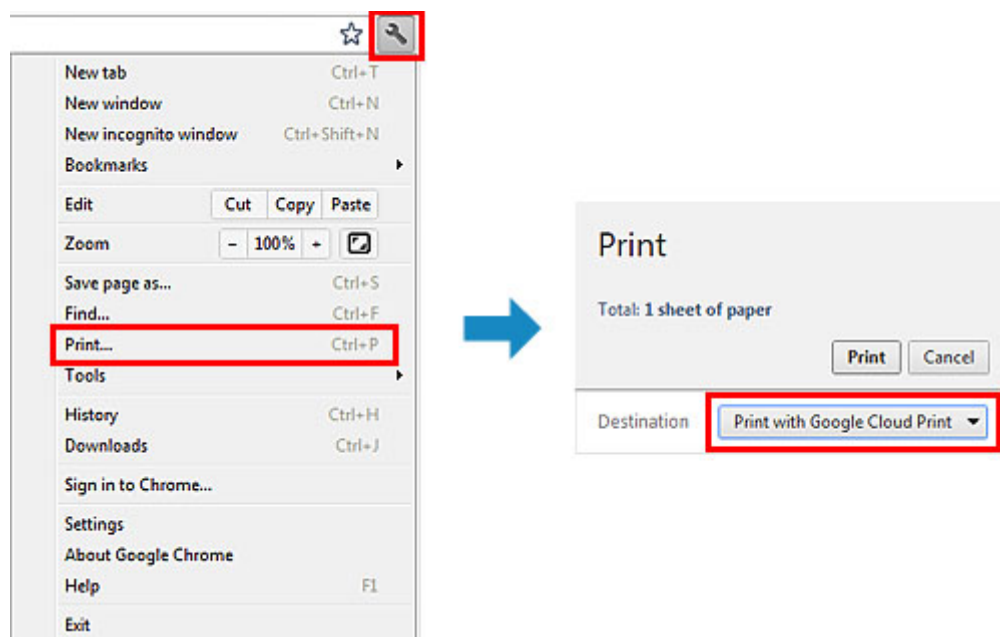 New tab Ctrl+T
New window Ctrl+N
New incognito window Ctrl+Shift+N
Bookmarks
Edit Cut Copy Paste
Zoom - 100% +
Save page as... Ctrl+S
Find... Ctrl+F
Print... Ctrl+P
Tools
History Ctrl+H
Downloads Ctrl+J
Sign in to Chrome...
Settings
About Google Chrome
Help F1
Exit
Print
Total: 1 sheet of paper
Print Cancel
Destination Print with Google Cloud Print